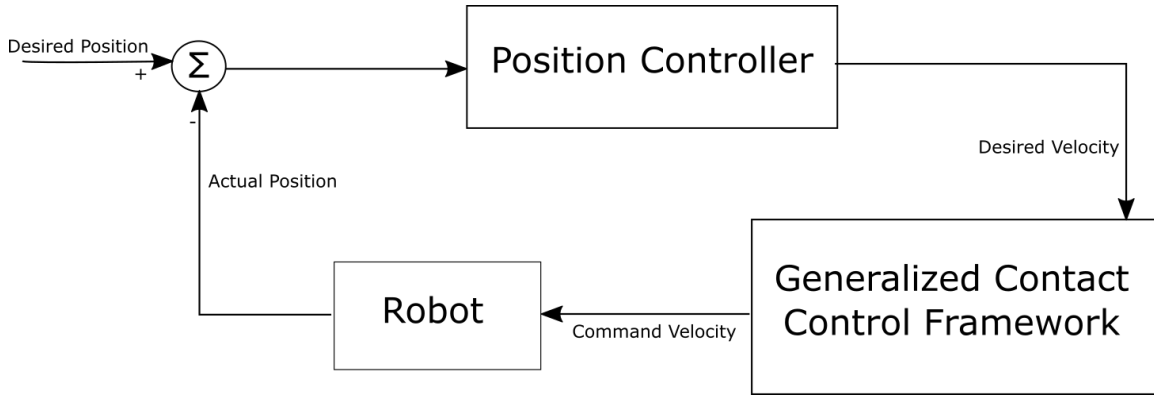 Desired Position
+
Σ
-
Position Controller
Desired Velocity
Actual Position
Generalized Contact
Control Framework
Robot
Command Velocity